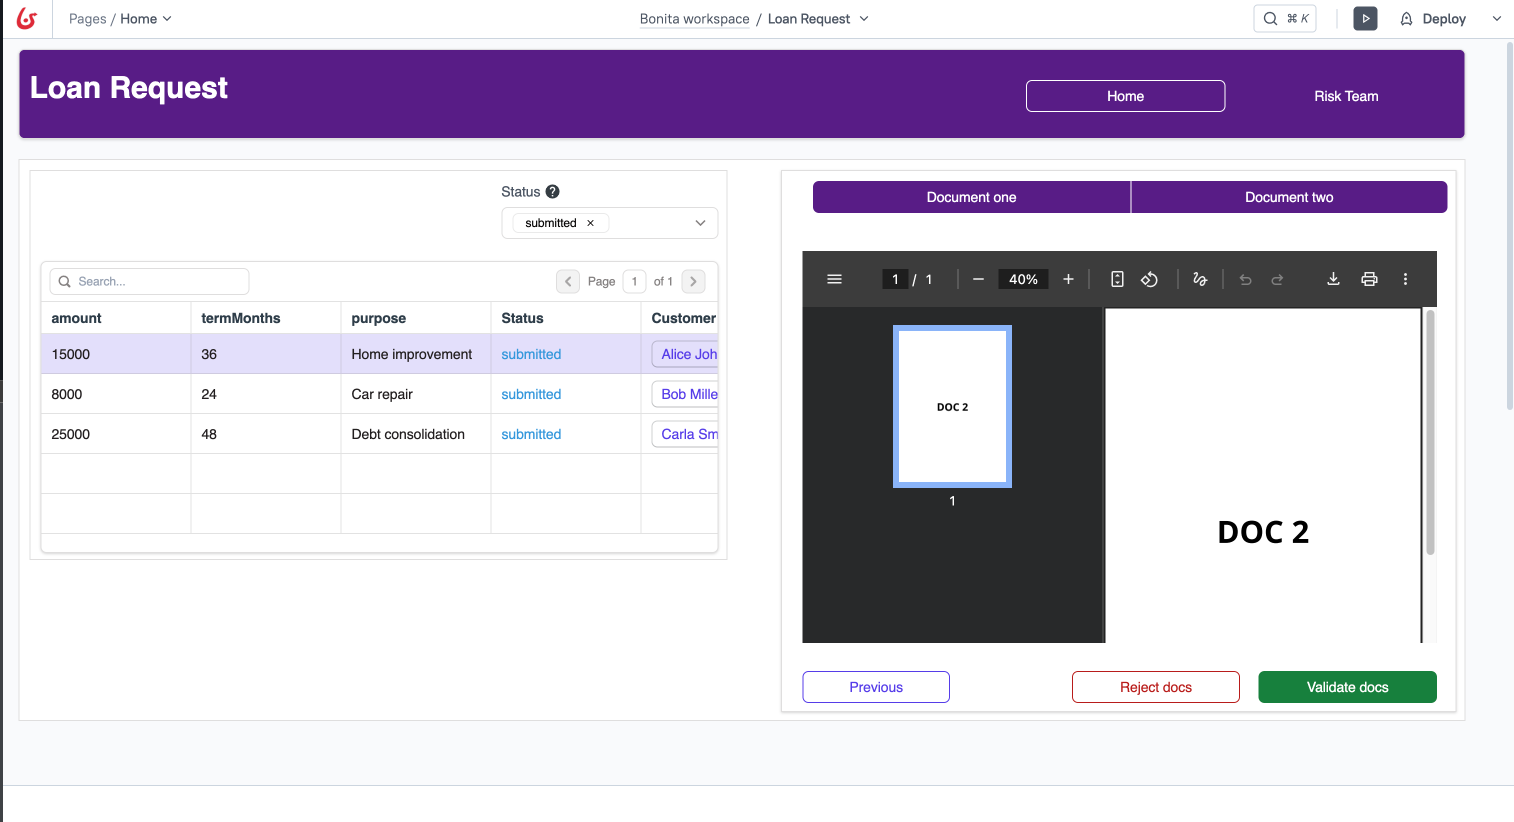 Pages / Home
Bonita workspace / Loan Request
⌘ K
Deploy
Loan Request
Home
Risk Team
Status ?
submitted ×
Search...
Page 1 of 1
amount termMonths purpose Status Customer
15000 36 Home improvement submitted Alice Joh
8000 24 Car repair submitted Bob Mille
25000 48 Debt consolidation submitted Carla Sm
Document one
Document two
1 / 1
40%
DOC 2
1
DOC 2
Previous
Reject docs
Validate docs